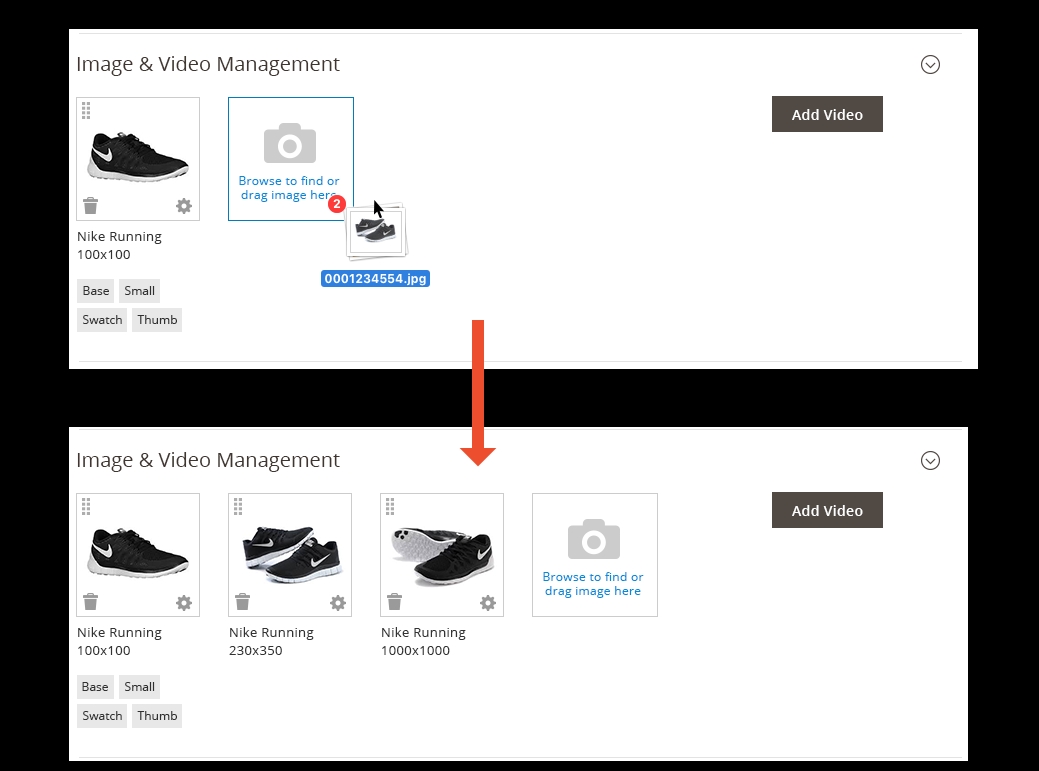 Image & Video Management
Add Video
Browse to find or
drag image here
2
0001234554.jpg
Nike Running
100x100
Base Small
Swatch Thumb
Image & Video Management
Add Video
Browse to find or
drag image here
Nike Running
100x100
Nike Running
230x350
Nike Running
1000x1000
Base Small
Swatch Thumb